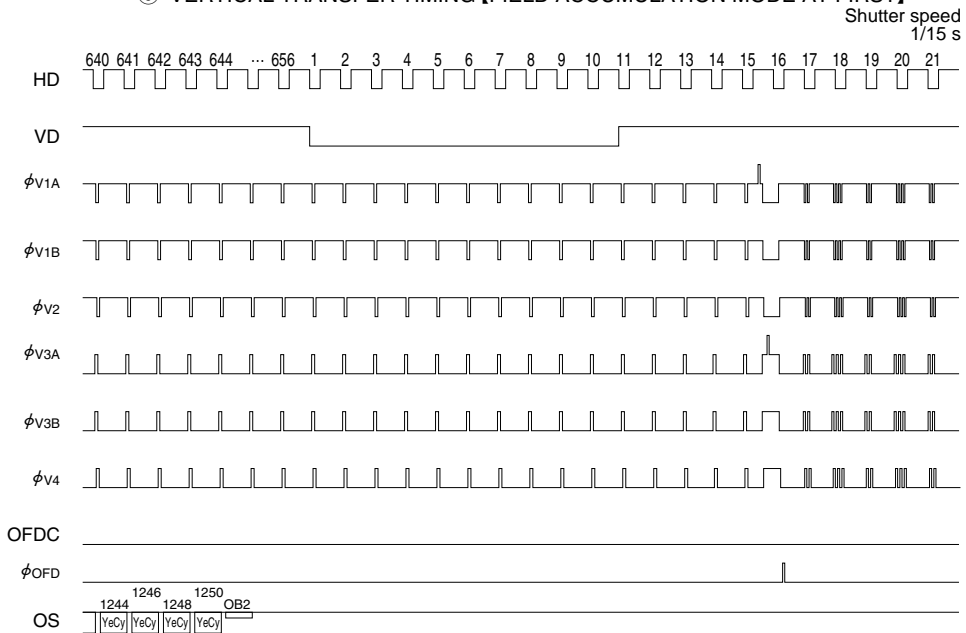 VERTICAL TRANSFER TIMING【FIELD ACCUMULATION MODE AT FIRST】
Shutter speed
1/15 s
640 641 642 643 644 ... 656 1 2 3 4 5 6 7 8 9 10 11 12 13 14 15 16 17 18 19 20 21
HD
VD
ϕV1A
ϕV1B
ϕV2
ϕV3A
ϕV3B
ϕV4
OFDC
ϕOFD
1246 1250
1244 1248 OB2
OS YeCy YeCy YeCy YeCy